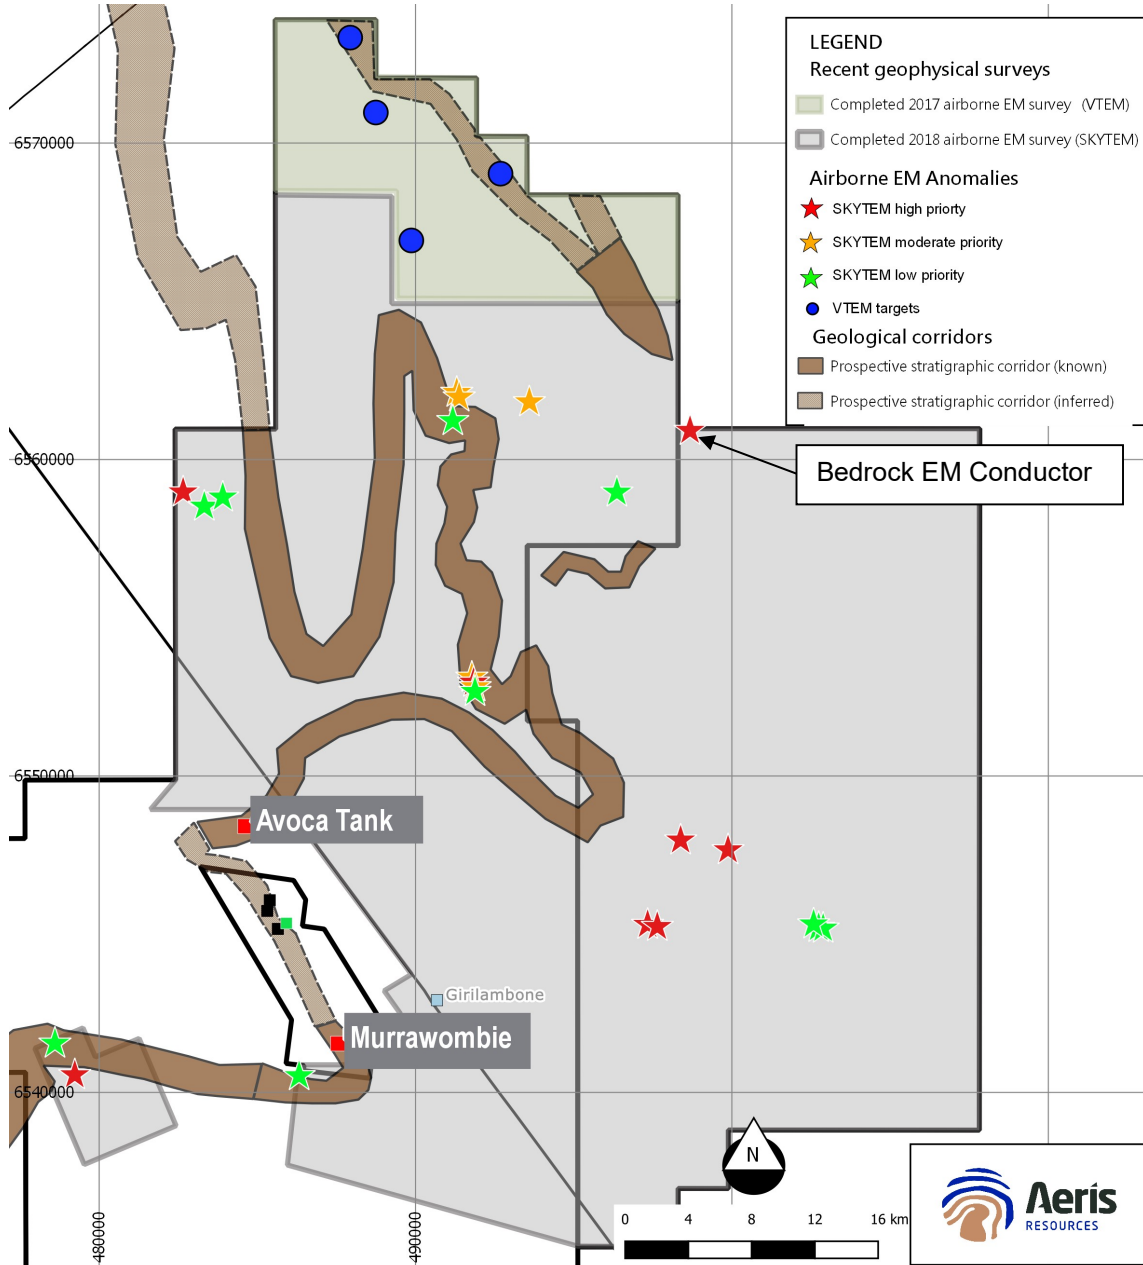 LEGEND
Recent geophysical surveys
Completed 2017 airborne EM survey (VTEM)
Completed 2018 airborne EM survey (SKYTEM)
Airborne EM Anomalies
SKYTEM high priorty
SKYTEM moderate priority
SKYTEM low priority
VTEM targets
Geological corridors
Prospective stratigraphic corridor (known)
Prospective stratigraphic corridor (inferred)
6570000
6560000
Bedrock EM Conductor
6550000
Avoca Tank
Girilambone
Murrawombie
6540000
N
480000
490000
0 4 8 12 16 km
Aeris
RESOURCES